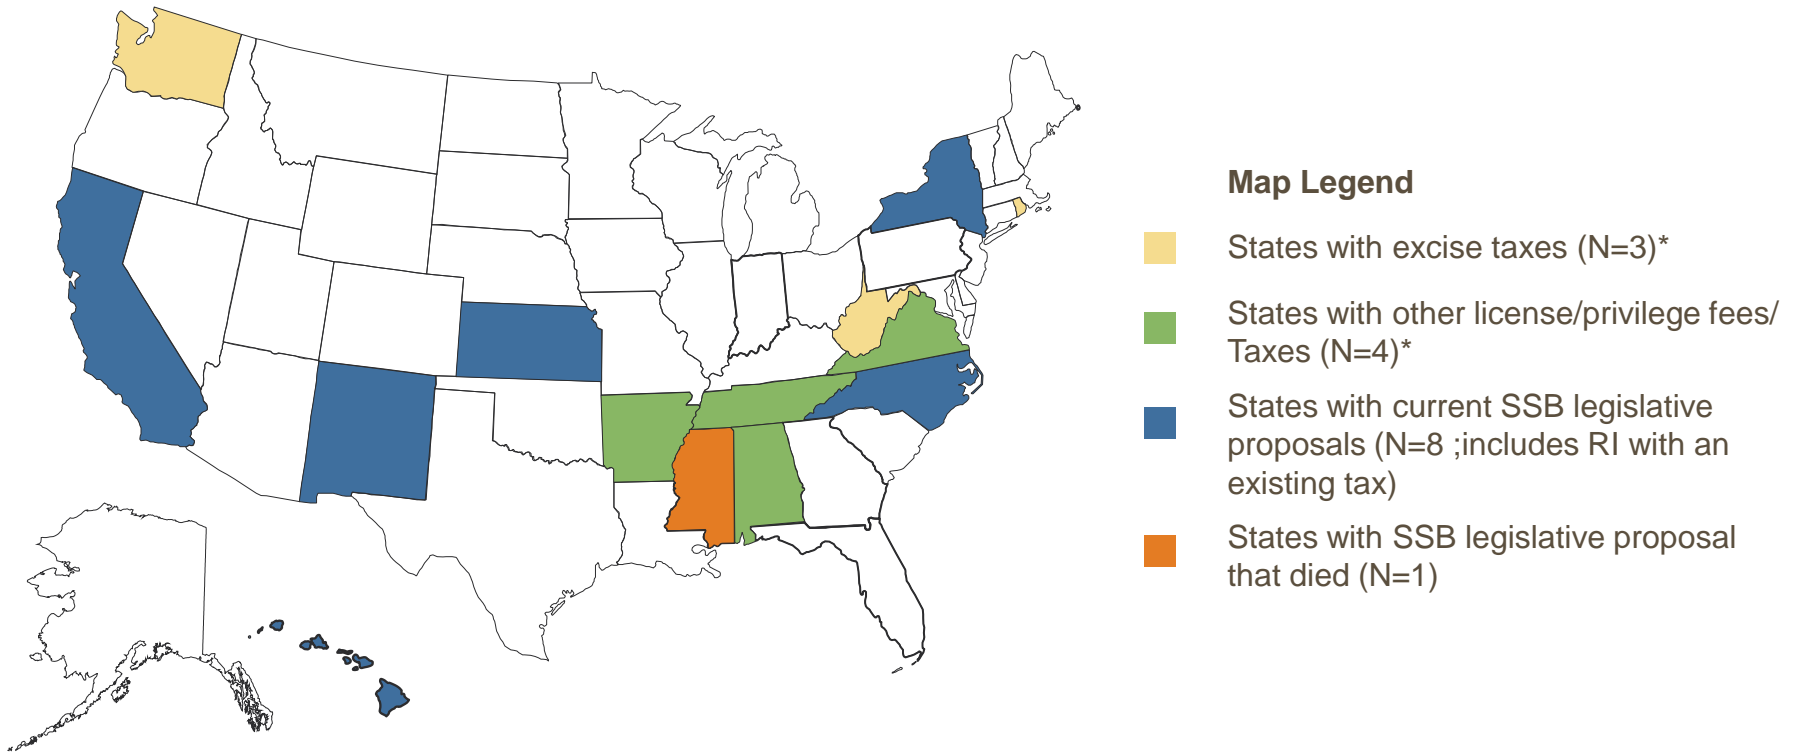 Map Legend
States with excise taxes (N=3)*
States with other license/privilege fees/
Taxes (N=4)*
States with current SSB legislative
proposals (N=8 ;includes RI with an
existing tax)
States with SSB legislative proposal
that died (N=1)